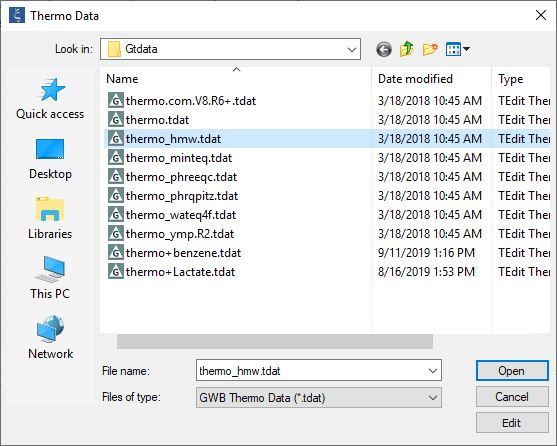 Thermo Data
Look in: Gtdata
Name Date modified Type
thermo.com.V8.R6+.tdat 3/18/2018 10:45 AM TEdit Ther
thermo.tdat 3/18/2018 10:45 AM TEdit Ther
thermo_hmw.tdat 3/18/2018 10:45 AM TEdit Ther
thermo_minteq.tdat 3/18/2018 10:45 AM TEdit Ther
thermo_phreeqc.tdat 3/18/2018 10:45 AM TEdit Ther
thermo_phrqpitz.tdat 3/18/2018 10:45 AM TEdit Ther
thermo_wateq4f.tdat 3/18/2018 10:45 AM TEdit Ther
thermo_ymp.R2.tdat 3/18/2018 10:45 AM TEdit Ther
thermo+benzene.tdat 9/11/2019 1:16 PM TEdit Ther
thermo+Lactate.tdat 8/16/2019 1:53 PM TEdit Ther
Quick access
Desktop
Libraries
This PC
Network
File name: thermo_hmw.tdat Open
Files of type: GWB Thermo Data (*.tdat) Cancel
Edit